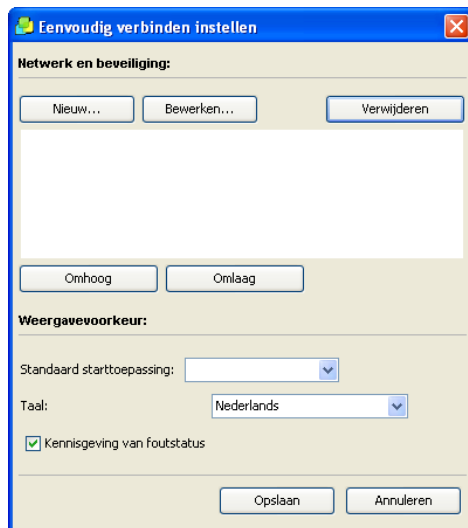 Eenvoudig verbinden instellen
Netwerk en beveiliging:
Nieuw... Bewerken... Verwijderen
Omhoog Omlaag
Weergavevoorkeur:
Standaard starttoepassing:
Taal: Nederlands
Kennisgeving van foutstatus
Opslaan Annuleren